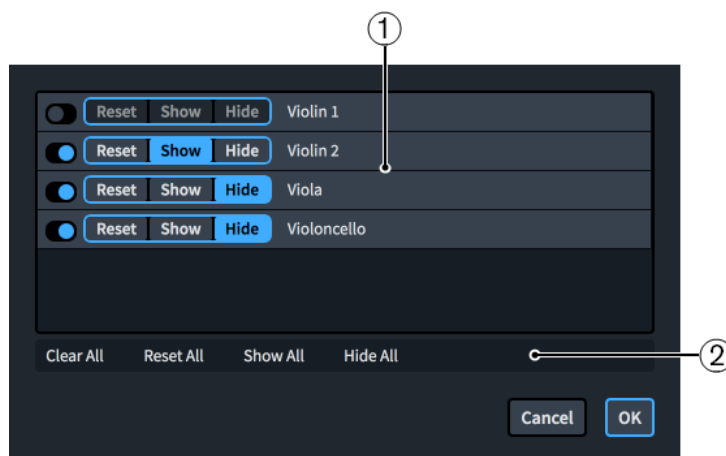 1
Reset Show Hide Violin 1
Reset Show Hide Violin 2
Reset Show Hide Viola
Reset Show Hide Violoncello
Clear All Reset All Show All Hide All
2
Cancel OK